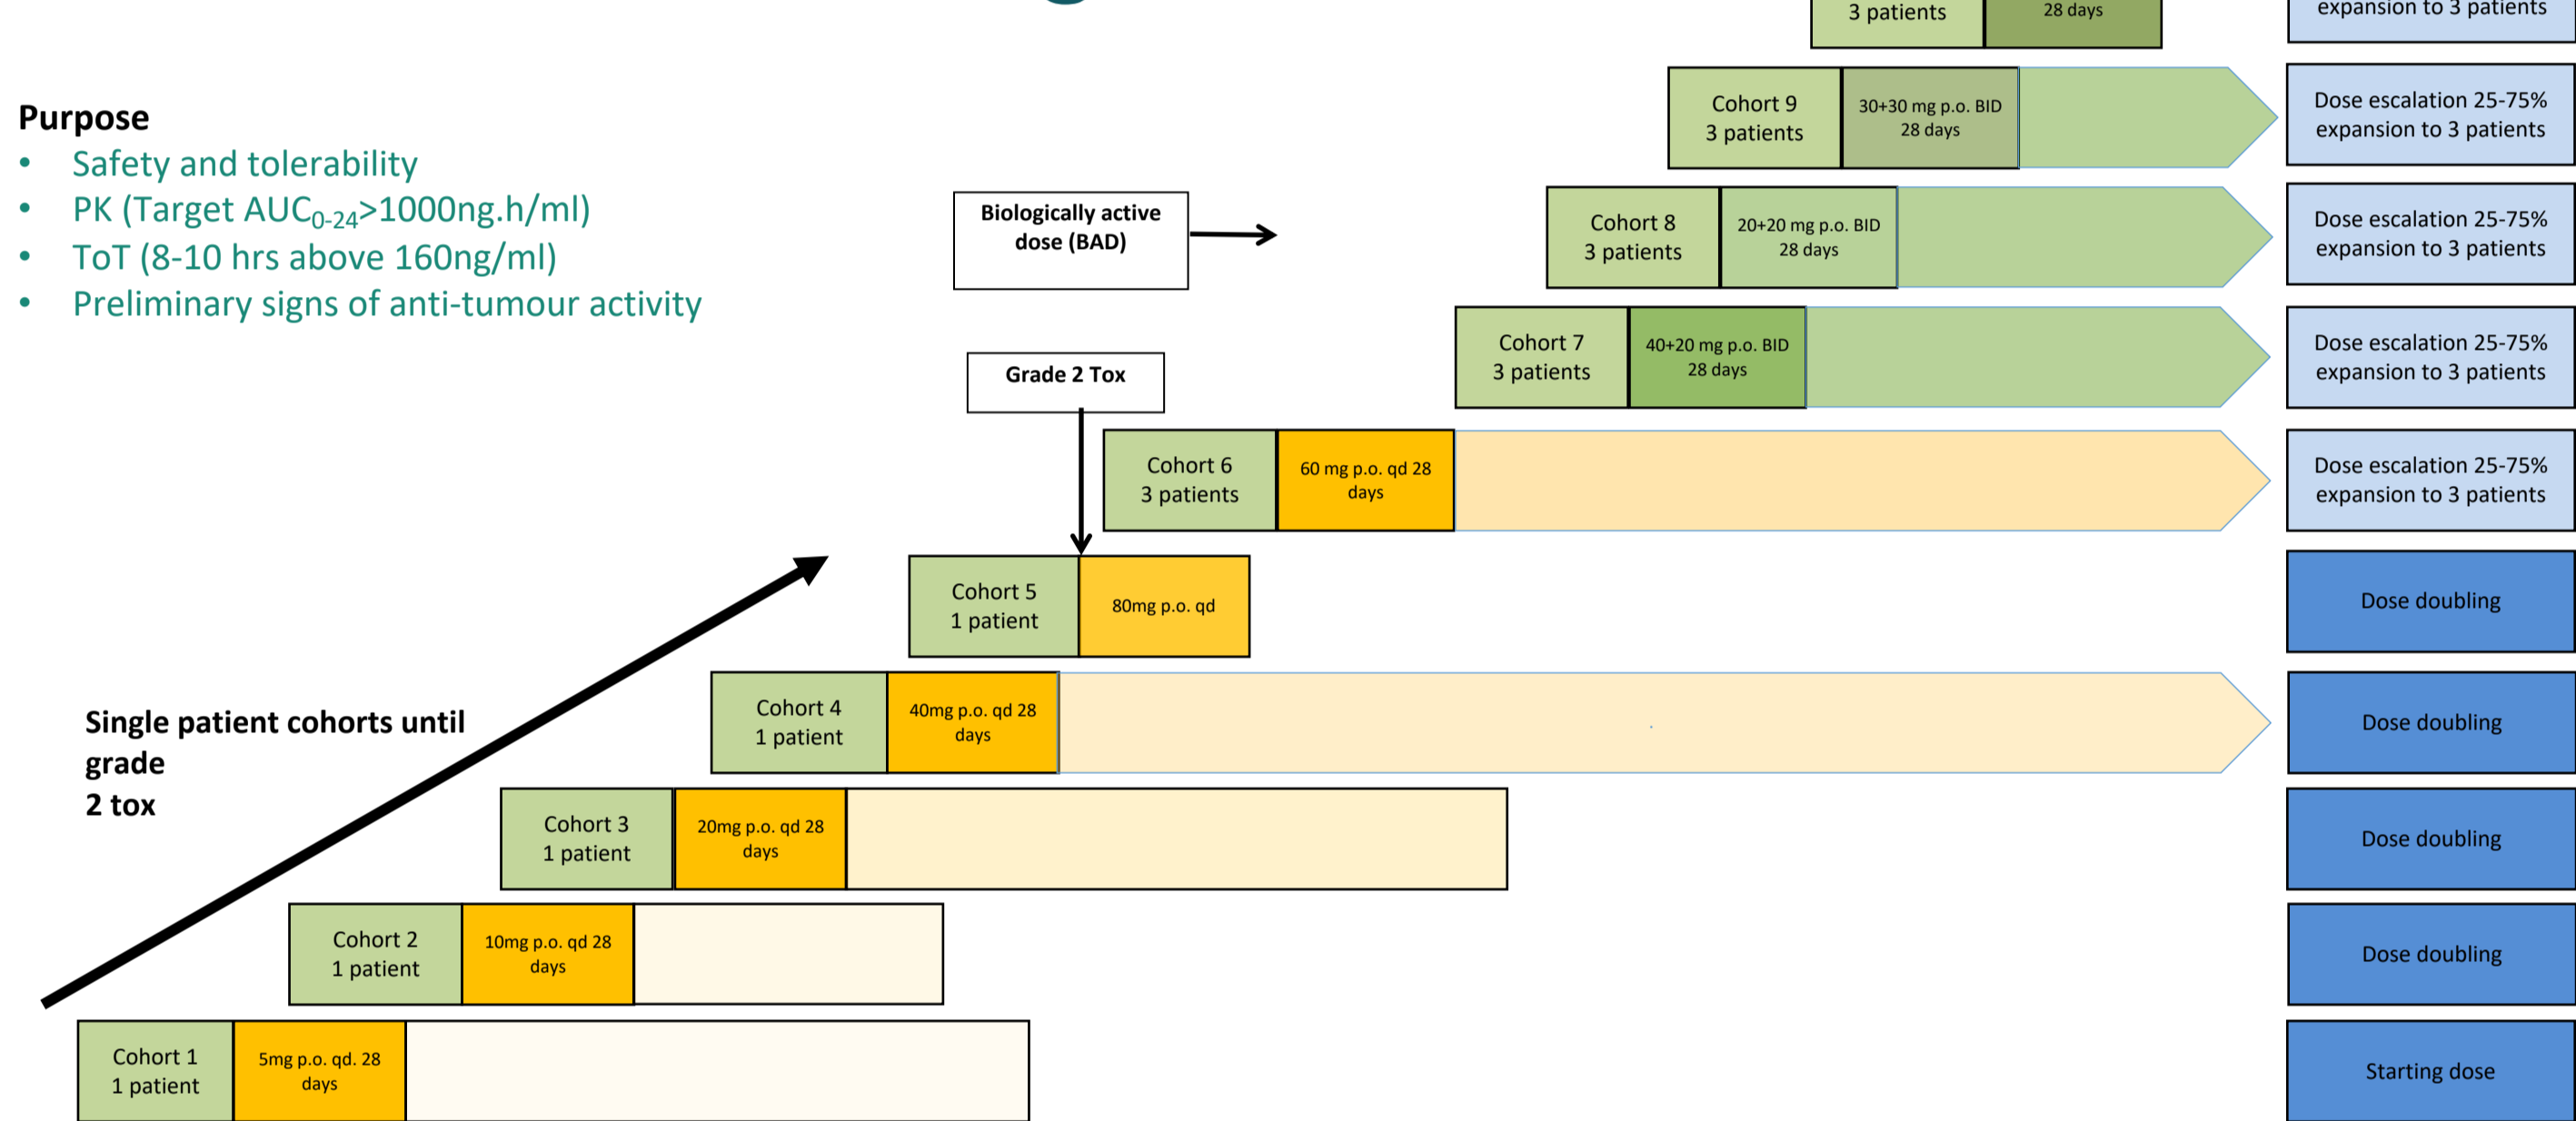 3 patients
28 days
expansion to 3 patients
Purpose
• Safety and tolerability
• PK (Target AUC0-24>1000ng.h/ml)
• ToT (8-10 hrs above 160ng/ml)
• Preliminary signs of anti-tumour activity
Cohort 9
3 patients
30+30 mg p.o. BID
28 days
Dose escalation 25-75%
expansion to 3 patients
Biologically active
dose (BAD)
Cohort 8
3 patients
20+20 mg p.o. BID
28 days
Dose escalation 25-75%
expansion to 3 patients
Cohort 7
3 patients
40+20 mg p.o. BID
28 days
Dose escalation 25-75%
expansion to 3 patients
Grade 2 Tox
Cohort 6
3 patients
60 mg p.o. qd 28
days
Dose escalation 25-75%
expansion to 3 patients
Cohort 5
1 patient
80mg p.o. qd
Dose doubling
Single patient cohorts until
grade
2 tox
Cohort 4
1 patient
40mg p.o. qd 28
days
Dose doubling
Cohort 3
1 patient
20mg p.o. qd 28
days
Dose doubling
Cohort 2
1 patient
10mg p.o. qd 28
days
Dose doubling
Cohort 1
1 patient
5mg p.o. qd. 28
days
Starting dose